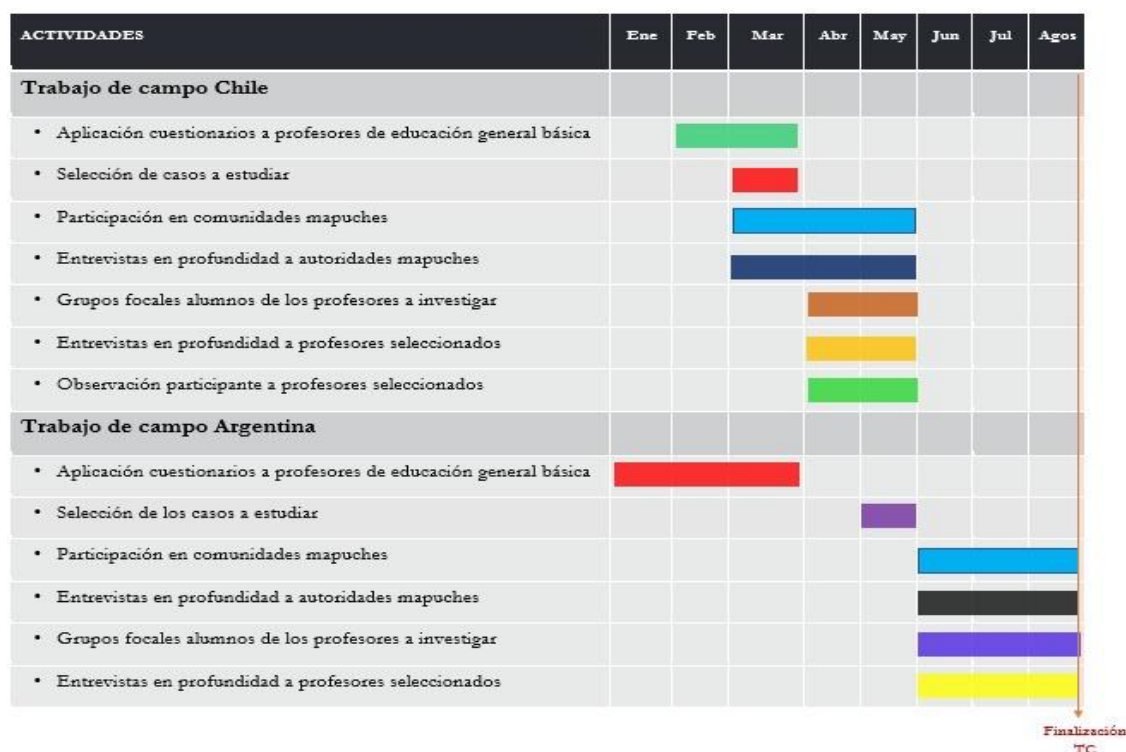 ACTIVIDADES Ene Feb Mar Abr May Jun Jul Agos
Trabajo de campo Chile
• Aplicación cuestionarios a profesores de educación general básica
• Selección de casos a estudiar
• Participación en comunidades mapuches
• Entrevistas en profundidad a autoridades mapuches
• Grupos focales alumnos de los profesores a investigar
• Entrevistas en profundidad a profesores seleccionados
• Observación participante a profesores seleccionados
Trabajo de campo Argentina
• Aplicación cuestionarios a profesores de educación general básica
• Selección de los casos a estudiar
• Participación en comunidades mapuches
• Entrevistas en profundidad a autoridades mapuches
• Grupos focales alumnos de los profesores a investigar
• Entrevistas en profundidad a profesores seleccionados
Finalización
TC